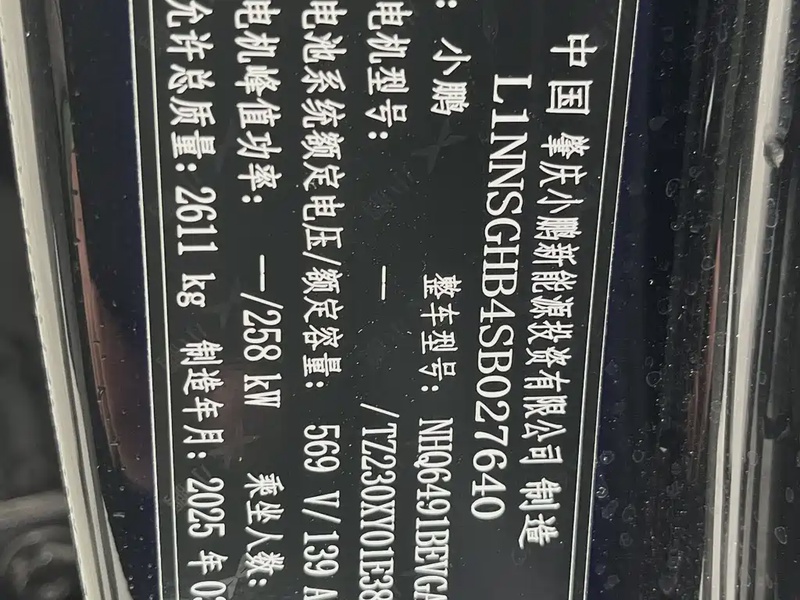 中国 肇庆小鹏新能源投资有限公司 制造
L1NNSGHB4SB027640
: 小鹏 整车型号: NHQ6491BEVGA
电机型号: — /TZ230XY01E38
电池系统额定电压/额定容量: 569 V/139 A
电机峰值功率: —/258 kW 乘坐人数:
允许总质量: 2611 kg 制造年月: 2025 年 03